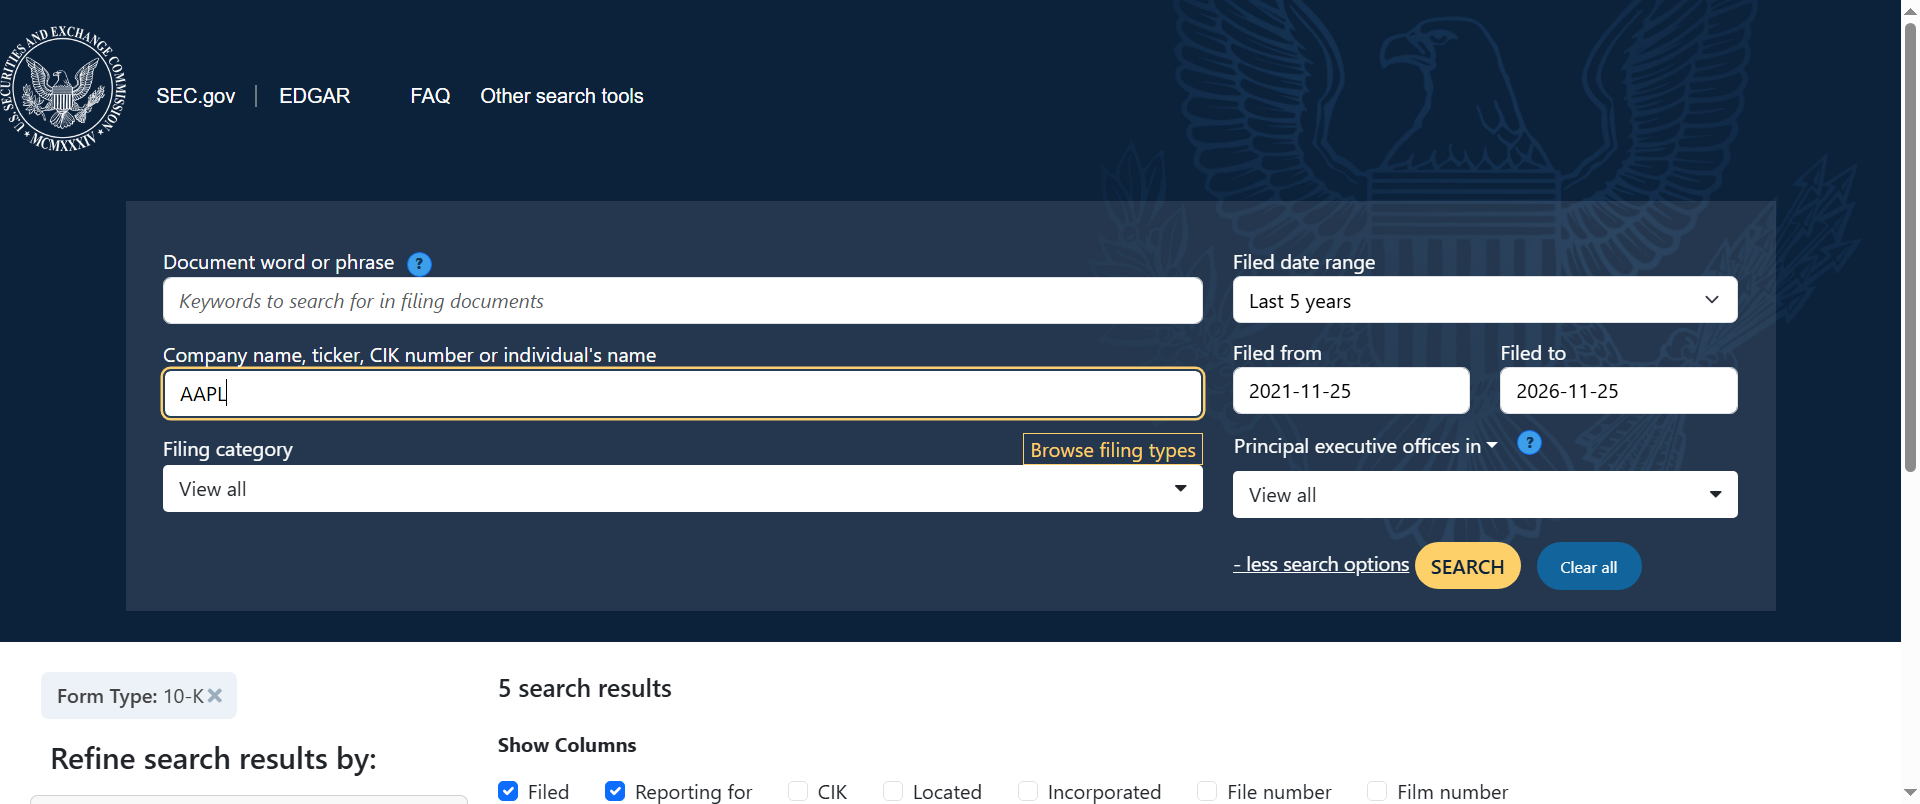 U.S. SECURITIES AND EXCHANGE COMMISSION
MCMXXXIV
SEC.gov
EDGAR
FAQ
Other search tools
Document word or phrase ?
Keywords to search for in filing documents
Filed date range
Last 5 years
Company name, ticker, CIK number or individual's name
AAPL
Filed from
Filed to
2021-11-25
2026-11-25
Filing category
Browse filing types
View all
Principal executive offices in ?
View all
- less search options
SEARCH
Clear all
Form Type: 10-K
Refine search results by:
5 search results
Show Columns
Filed
Reporting for
CIK
Located
Incorporated
File number
Film number